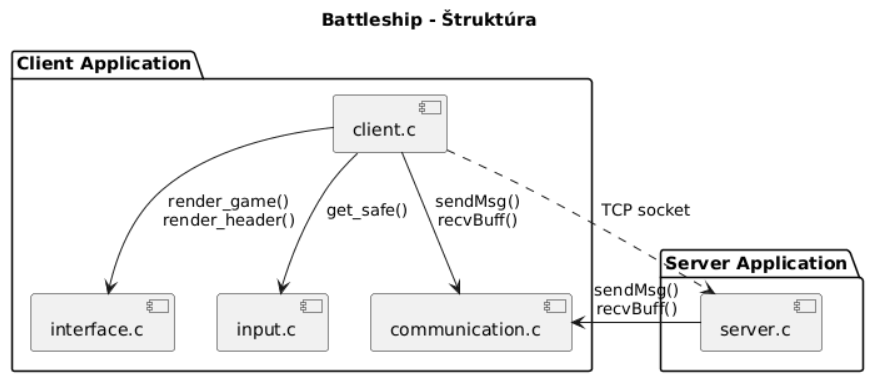 Battleship - Štruktúra
Client Application
client.c
render_game()
render_header()
get_safe()
sendMsg()
recvBuff()
TCP socket
Server Application
sendMsg()
recvBuff()
interface.c
input.c
communication.c
server.c